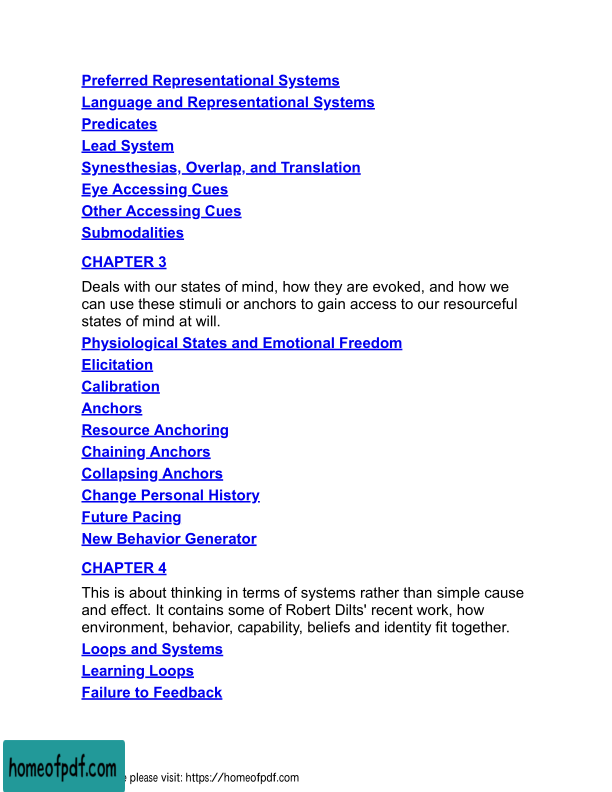 Preferred Representational Systems
Language and Representational Systems
Predicates
Lead System
Synesthesias, Overlap, and Translation
Eye Accessing Cues
Other Accessing Cues
Submodalities
CHAPTER 3
Deals with our states of mind, how they are evoked, and how we
can use these stimuli or anchors to gain access to our resourceful
states of mind at will.
Physiological States and Emotional Freedom
Elicitation
Calibration
Anchors
Resource Anchoring
Chaining Anchors
Collapsing Anchors
Change Personal History
Future Pacing
New Behavior Generator
CHAPTER 4
This is about thinking in terms of systems rather than simple cause
and effect. It contains some of Robert Dilts' recent work, how
environment, behavior, capability, beliefs and identity fit together.
Loops and Systems
Learning Loops
Failure to Feedback
homeofpdf.com
please visit: https://homeofpdf.com